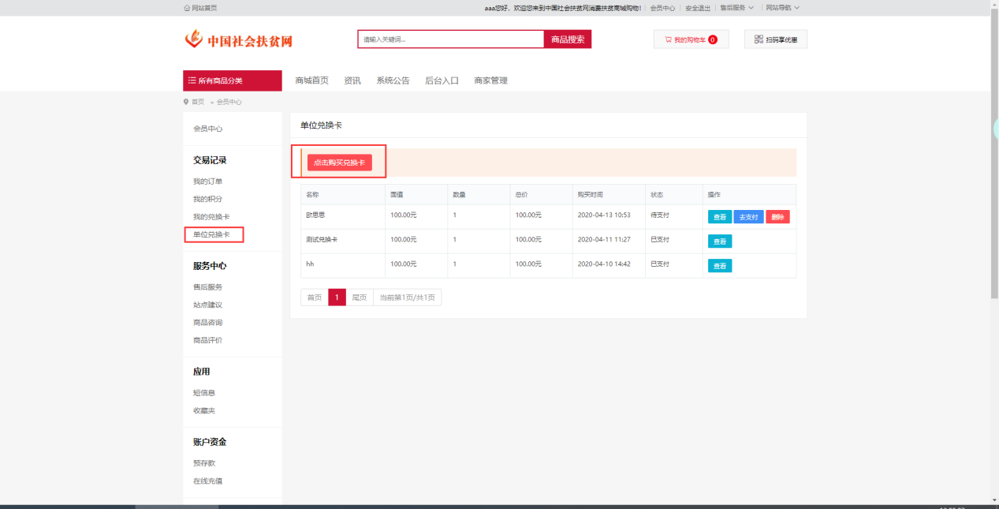 网站首页 aaa您好，欢迎您来到中国社会扶贫网消费扶贫商城购物! 会员中心 安全退出 售后服务 网站导航
中国社会扶贫网 请输入关键词... 商品搜索 我的购物车 0 扫码享优惠
所有商品分类 商城首页 资讯 系统公告 后台入口 商家管理
首页 » 会员中心
会员中心
交易记录
我的订单
我的积分
我的兑换卡
单位兑换卡
服务中心
售后服务
站点建议
商品咨询
商品评价
应用
短信息
收藏夹
账户资金
预存款
在线充值
单位兑换卡
点击购买兑换卡
名称 面值 数量 总价 购买时间 状态 操作
欧思思 100.00元 1 100.00元 2020-04-13 10:53 待支付 查看 去支付 删除
测试兑换卡 100.00元 1 100.00元 2020-04-11 11:27 已支付 查看
hh 100.00元 1 100.00元 2020-04-10 14:42 已支付 查看
首页 1 尾页 当前第1页/共1页